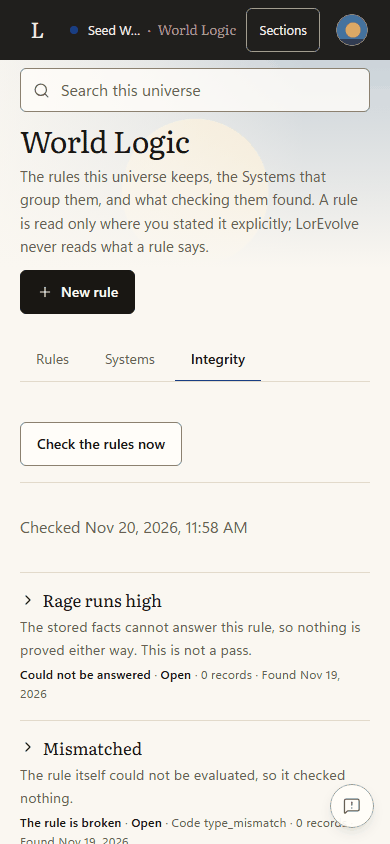 L
Seed W... · World Logic
Sections
Search this universe
World Logic
The rules this universe keeps, the Systems that
group them, and what checking them found. A rule
is read only where you stated it explicitly; LorEvolve
never reads what a rule says.
+ New rule
Rules Systems Integrity
Check the rules now
Checked Nov 20, 2026, 11:58 AM
Rage runs high
The stored facts cannot answer this rule, so nothing is
proved either way. This is not a pass.
Could not be answered · Open · 0 records · Found Nov 19,
2026
Mismatched
The rule itself could not be evaluated, so it checked
nothing.
The rule is broken · Open · Code type_mismatch · 0 records
Found Nov 19, 2026